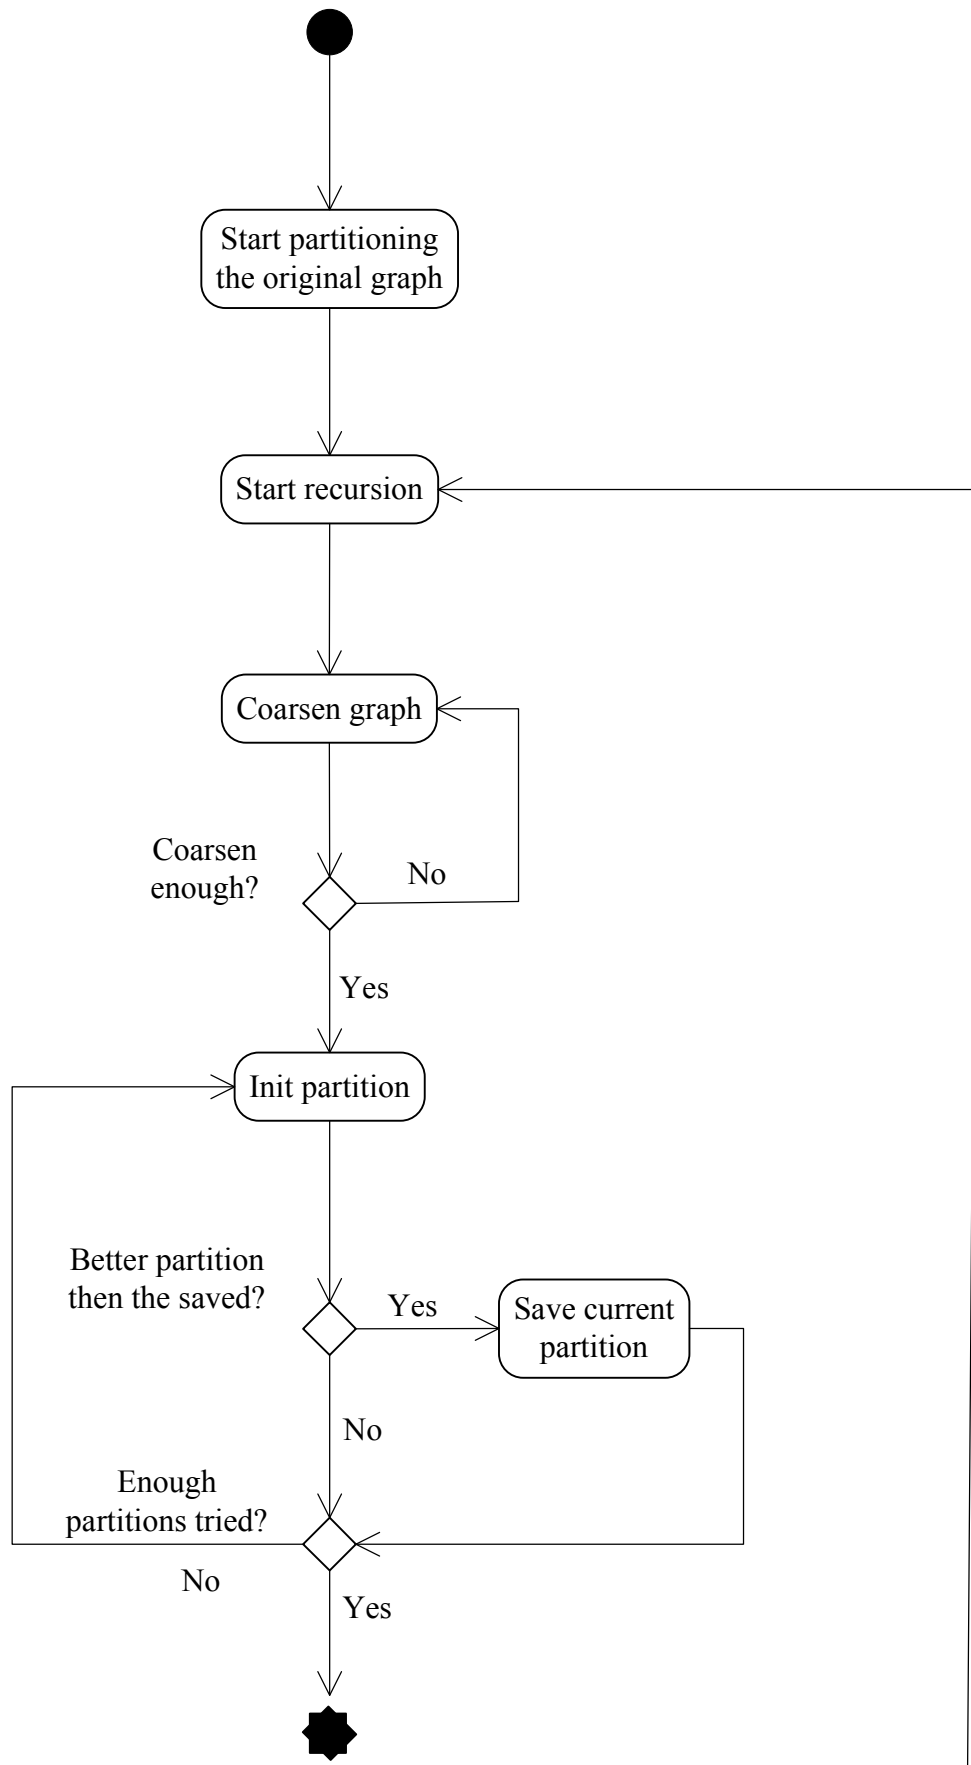 Start partitioning
the original graph
Start recursion
Coarsen graph
Coarsen
enough?
No
Yes
Init partition
Better partition
then the saved?
Yes
Save current
partition
No
Enough
partitions tried?
No
Yes